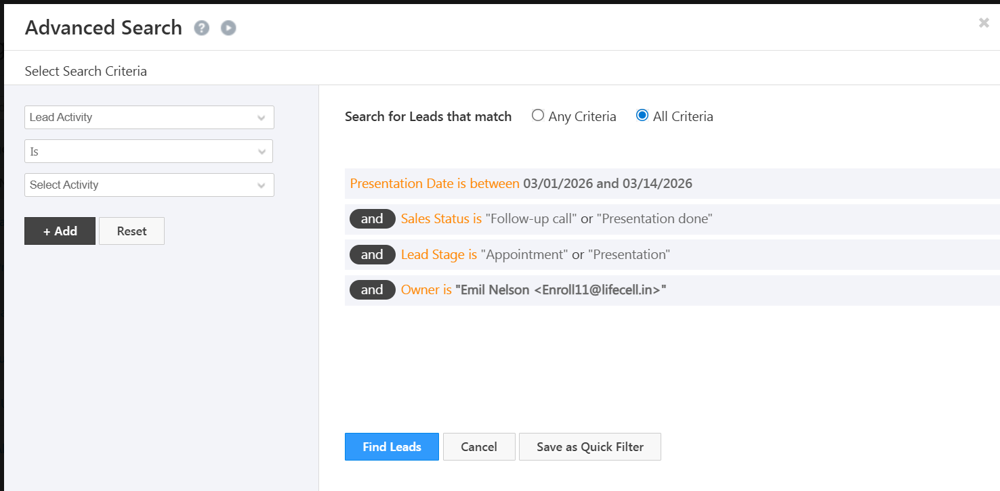 Advanced Search ?
Select Search Criteria
Lead Activity
Is
Select Activity
+ Add Reset
Search for Leads that match Any Criteria All Criteria
Presentation Date is between 03/01/2026 and 03/14/2026
and Sales Status is "Follow-up call" or "Presentation done"
and Lead Stage is "Appointment" or "Presentation"
and Owner is "Emil Nelson <Enroll11@lifecell.in>"
Find Leads Cancel Save as Quick Filter